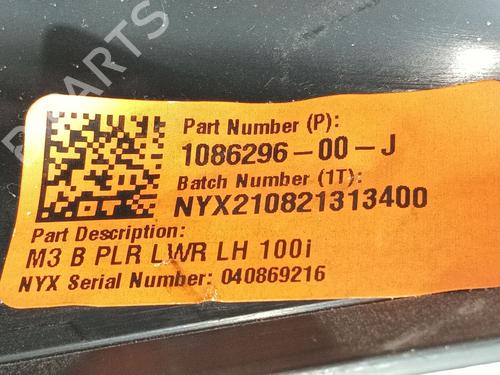 Part Number (P):
1086296-00-J
Batch Number (1T):
NYX210821313400
Part Description:
M3 B PLR LWR LH 100i
NYX Serial Number: 040869216
B PARTS